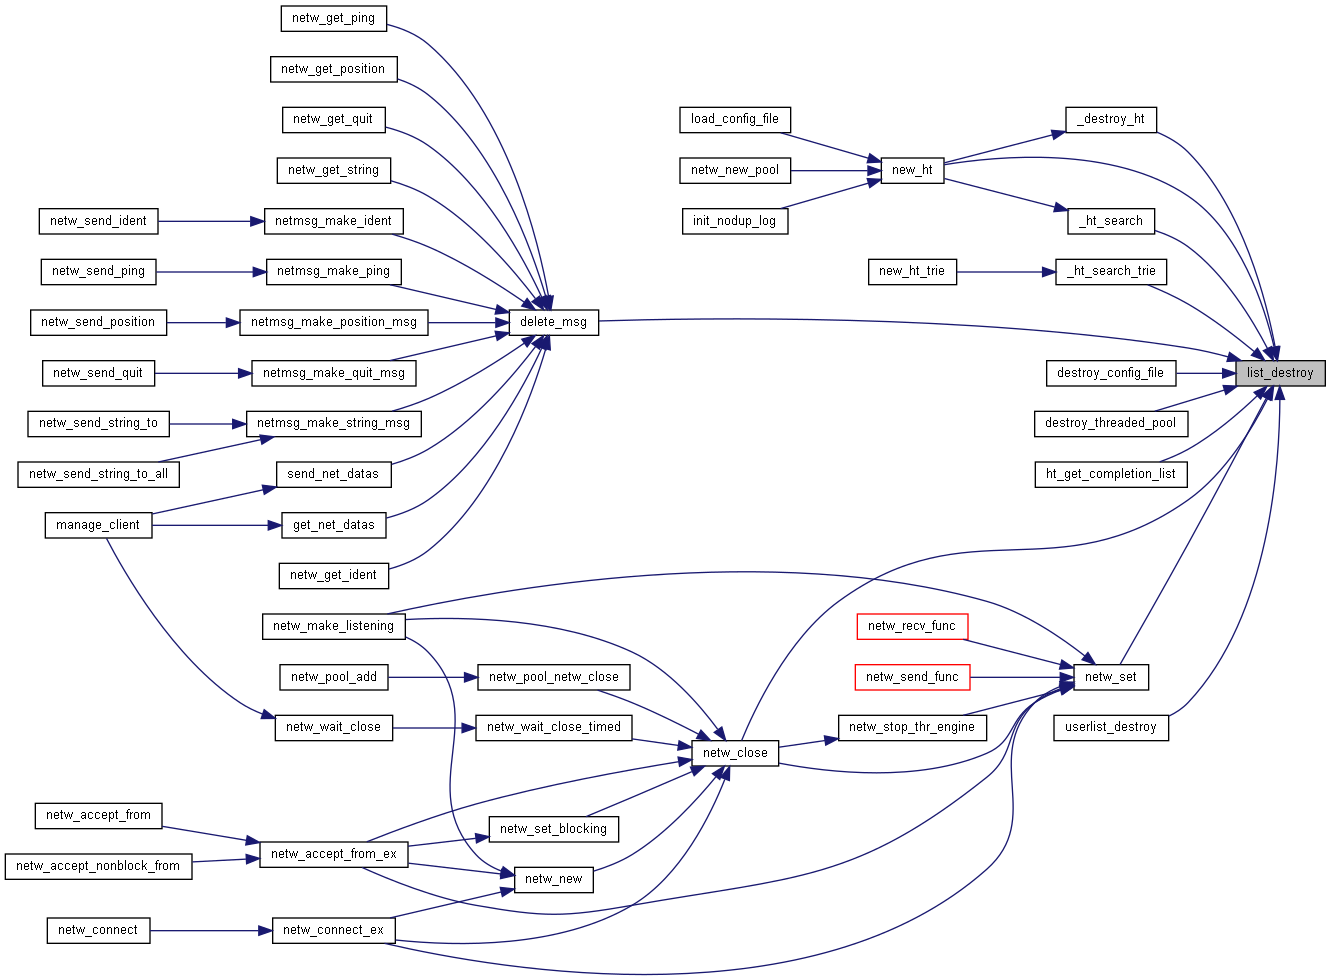 netw_get_ping
netw_get_position
netw_get_quit
netw_get_string
netw_send_ident
netmsg_make_ident
netw_send_ping
netmsg_make_ping
netw_send_position
netmsg_make_position_msg
netw_send_quit
netmsg_make_quit_msg
netw_send_string_to
netmsg_make_string_msg
netw_send_string_to_all
send_net_datas
manage_client
get_net_datas
netw_get_ident
delete_msg
load_config_file
netw_new_pool
init_nodup_log
new_ht
_destroy_ht
_ht_search
new_ht_trie
_ht_search_trie
list_destroy
destroy_config_file
destroy_threaded_pool
ht_get_completion_list
netw_make_listening
netw_recv_func
netw_send_func
netw_set
netw_pool_add
netw_pool_netw_close
netw_wait_close
netw_wait_close_timed
netw_stop_thr_engine
userlist_destroy
netw_close
netw_accept_from
netw_set_blocking
netw_accept_from_ex
netw_accept_nonblock_from
netw_new
netw_connect
netw_connect_ex